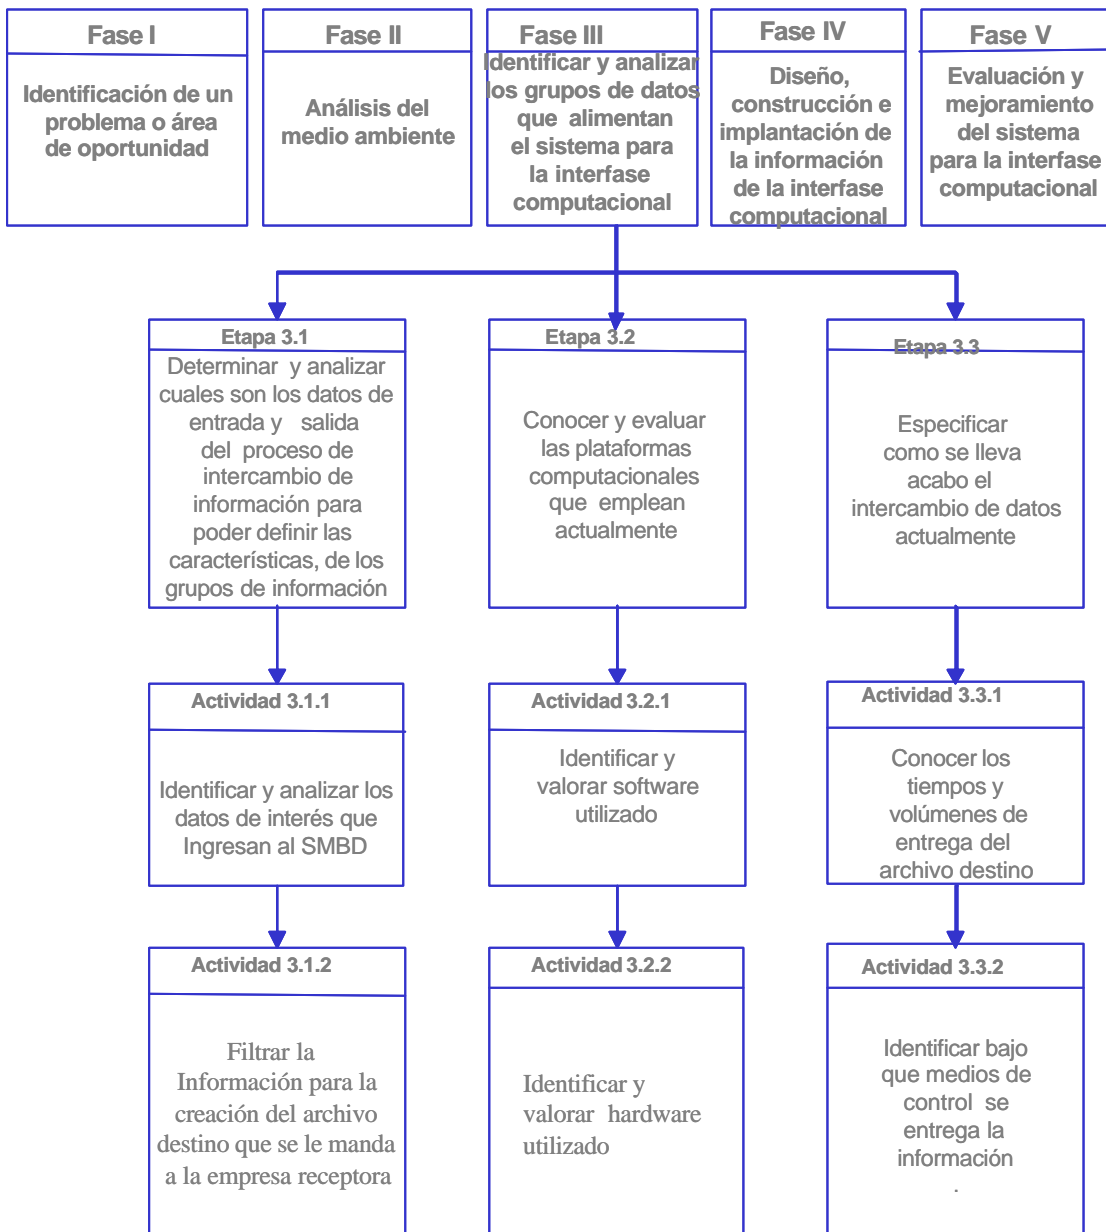 Fase I
Identificación de un
problema o área
de oportunidad
Fase II
Análisis del
medio ambiente
Fase III
Identificar y analizar
los grupos de datos
que alimentan
el sistema para
la interfase
computacional
Fase IV
Diseño,
construcción e
implantación de
la información
de la interfase
computacional
Fase V
Evaluación y
mejoramiento
del sistema
para la interfase
computacional
Etapa 3.1
Determinar y analizar
cuales son los datos de
entrada y salida
del proceso de
intercambio de
información para
poder definir las
característícas, de los
grupos de información
Etapa 3.2
Conocer y evaluar
las plataformas
computacionales
que emplean
actualmente
Etapa 3.3
Especificar
como se lleva
acabo el
intercambio de datos
actualmente
Actividad 3.1.1
Identificar y analizar los
datos de interés que
Ingresan al SMBD
Actividad 3.2.1
Identificar y
valorar software
utilizado
Actividad 3.3.1
Conocer los
tiempos y
volúmenes de
entrega del
archivo destino
Actividad 3.1.2
Filtrar la
Información para la
creación del archivo
destino que se le manda
a la empresa receptora
Actividad 3.2.2
Identificar y
valorar hardware
utilizado
Actividad 3.3.2
Identificar bajo
que medios de
control se
entrega la
información
.